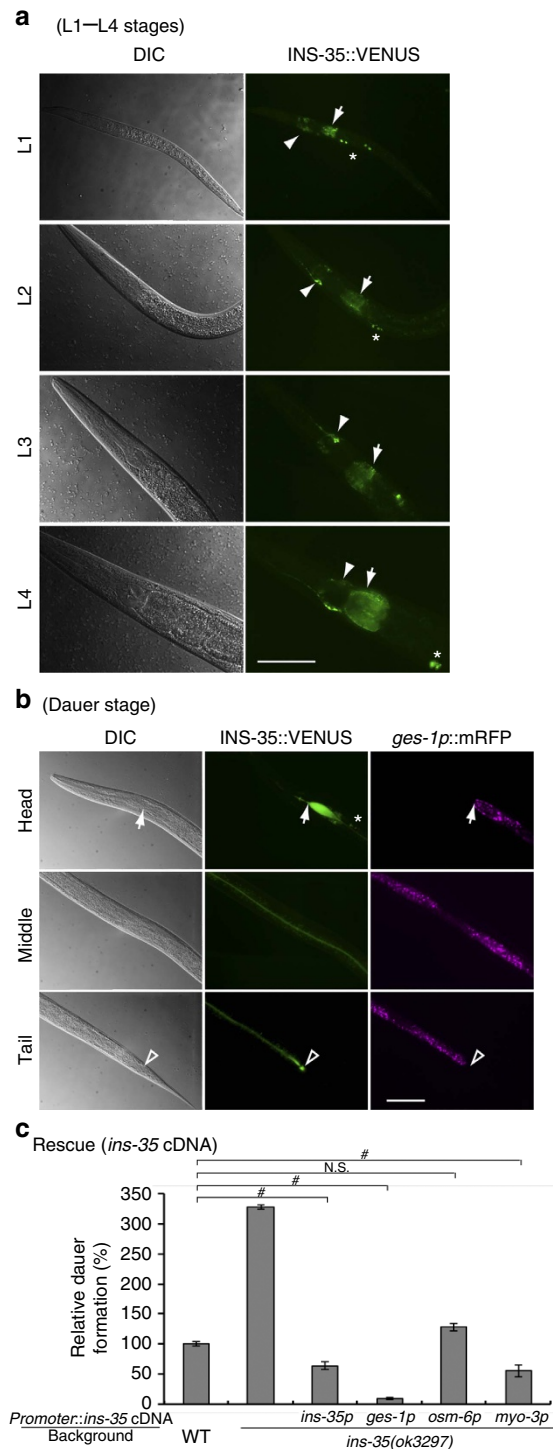 a
(L1–L4 stages)
DIC INS-35::VENUS
L1
*
L2
*
L3
L4
*
b (Dauer stage)
DIC INS-35::VENUS ges-1p::mRFP
Head
*
Middle
Tail
c
Rescue (ins-35 cDNA)
#
N.S.
#
#
Relative dauer
formation (%)
350
300
250
200
150
100
50
0
Promoter::ins-35 cDNA ins-35p ges-1p osm-6p myo-3p
Background WT ins-35(ok3297)